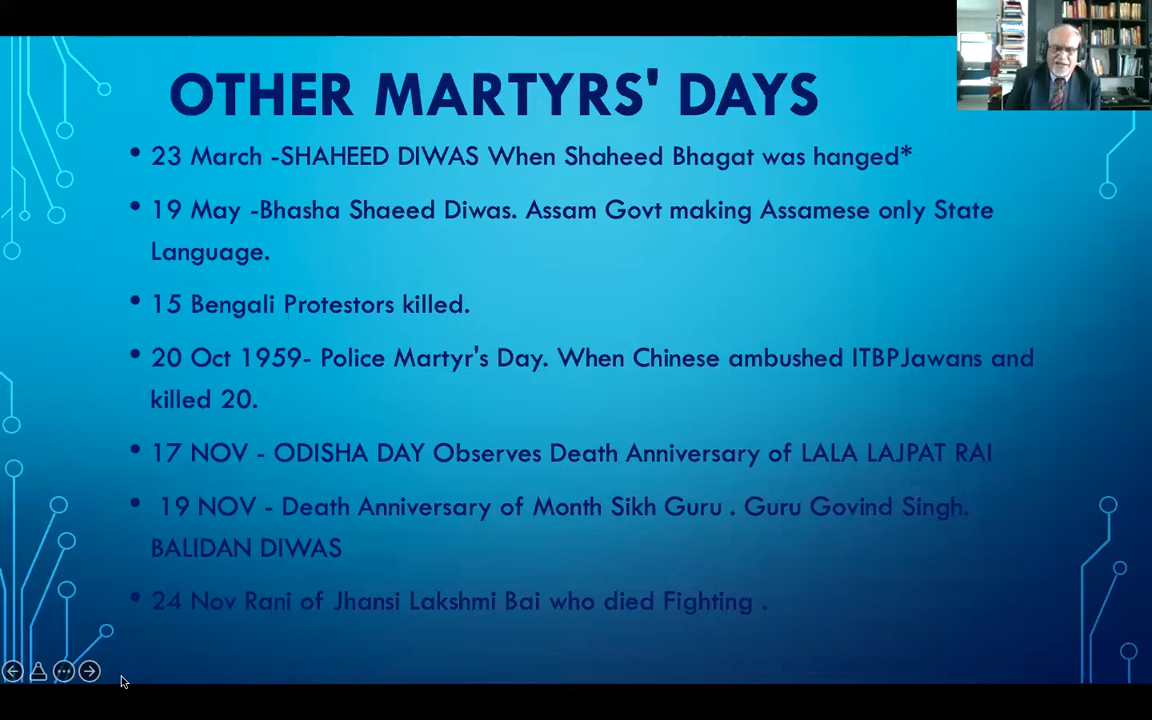 OTHER MARTYRS' DAYS
• 23 March -SHAHEED DIWAS When Shaheed Bhagat was hanged*
• 19 May -Bhasha Shaeed Diwas. Assam Govt making Assamese only State
Language.
• 15 Bengali Protestors killed.
• 20 Oct 1959- Police Martyr's Day. When Chinese ambushed ITBPJawans and
killed 20.
• 17 NOV - ODISHA DAY Observes Death Anniversary of LALA LAJPAT RAI
• 19 NOV - Death Anniversary of Month Sikh Guru . Guru Govind Singh.
BALIDAN DIWAS
• 24 Nov Rani of Jhansi Lakshmi Bai who died Fighting .